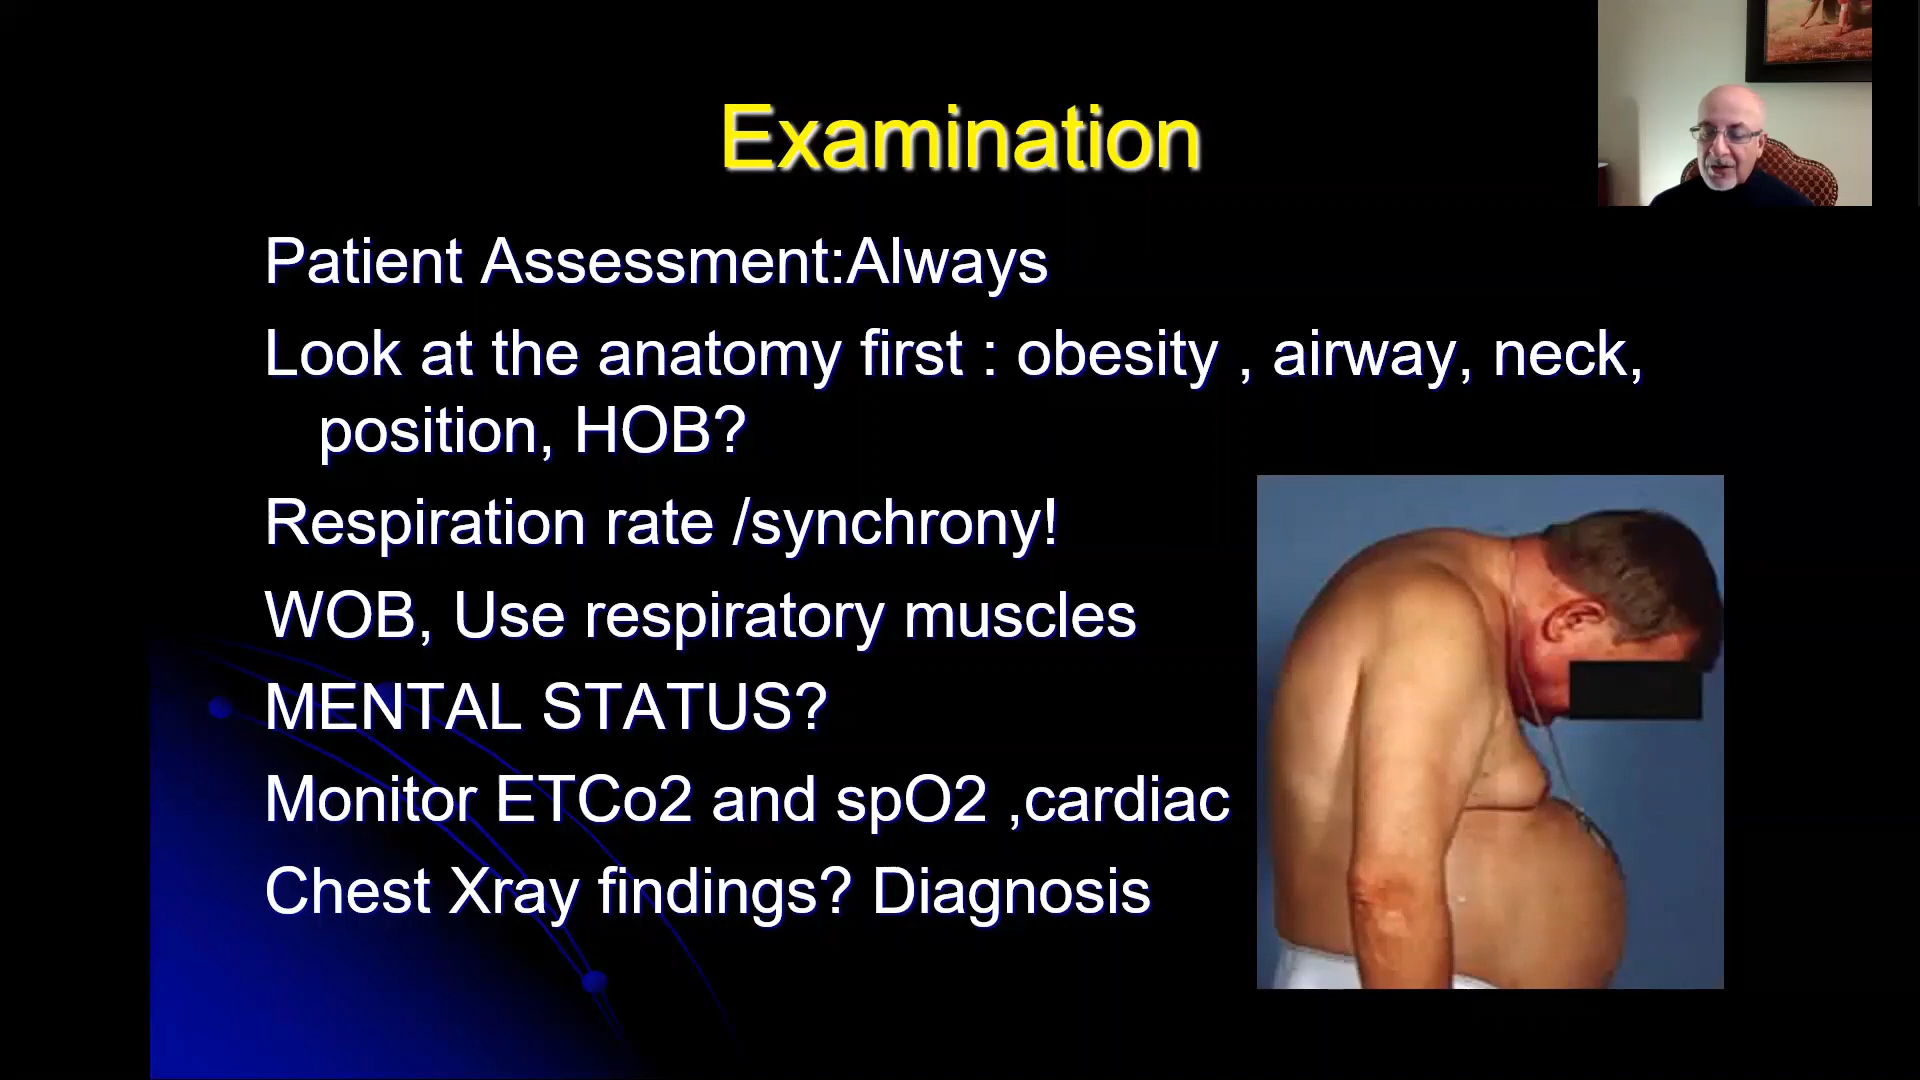 Examination
Patient Assessment:Always
Look at the anatomy first : obesity , airway, neck,
position, HOB?
Respiration rate /synchrony!
WOB, Use respiratory muscles
MENTAL STATUS?
Monitor ETCo2 and spO2 ,cardiac
Chest Xray findings? Diagnosis